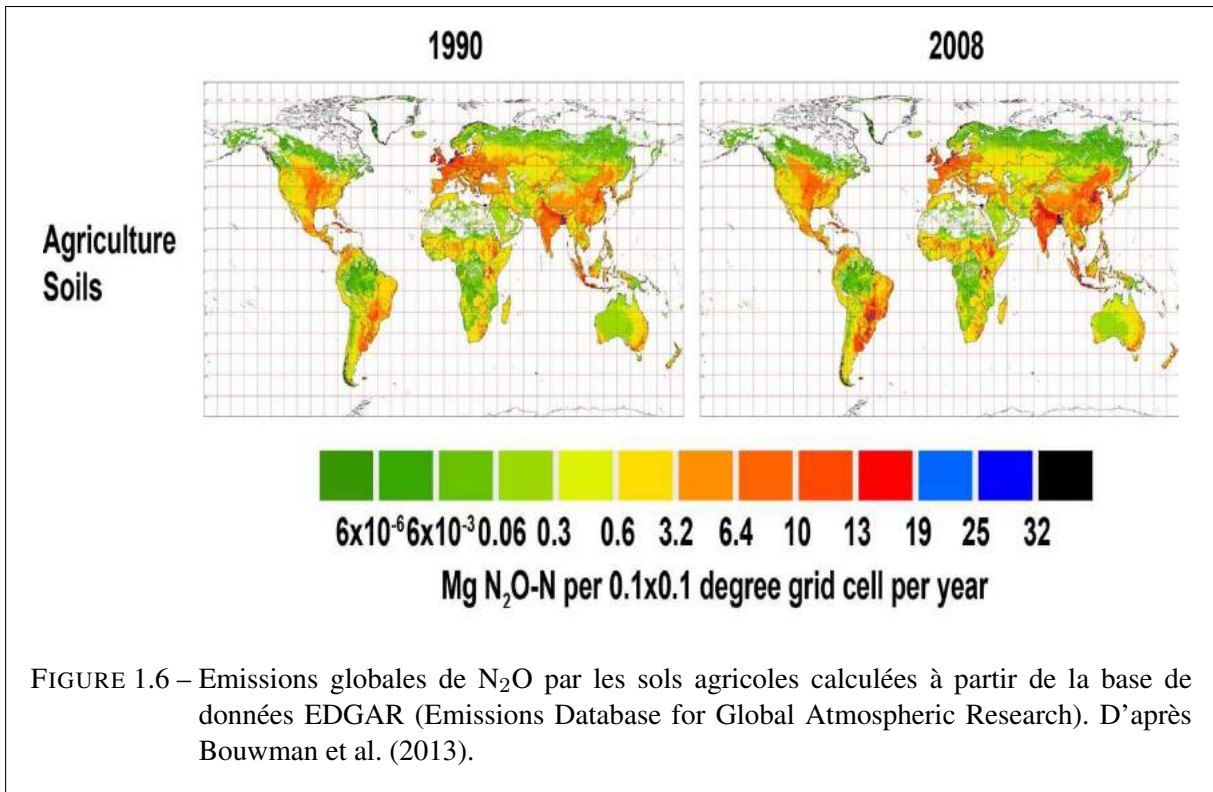 1990 2008
Agriculture
Soils
6x10⁻⁶ 6x10⁻³ 0.06 0.3 0.6 3.2 6.4 10 13 19 25 32
Mg N₂O-N per 0.1x0.1 degree grid cell per year
FIGURE 1.6 – Emissions globales de N₂O par les sols agricoles calculées à partir de la base de
données EDGAR (Emissions Database for Global Atmospheric Research). D'après
Bouwman et al. (2013).